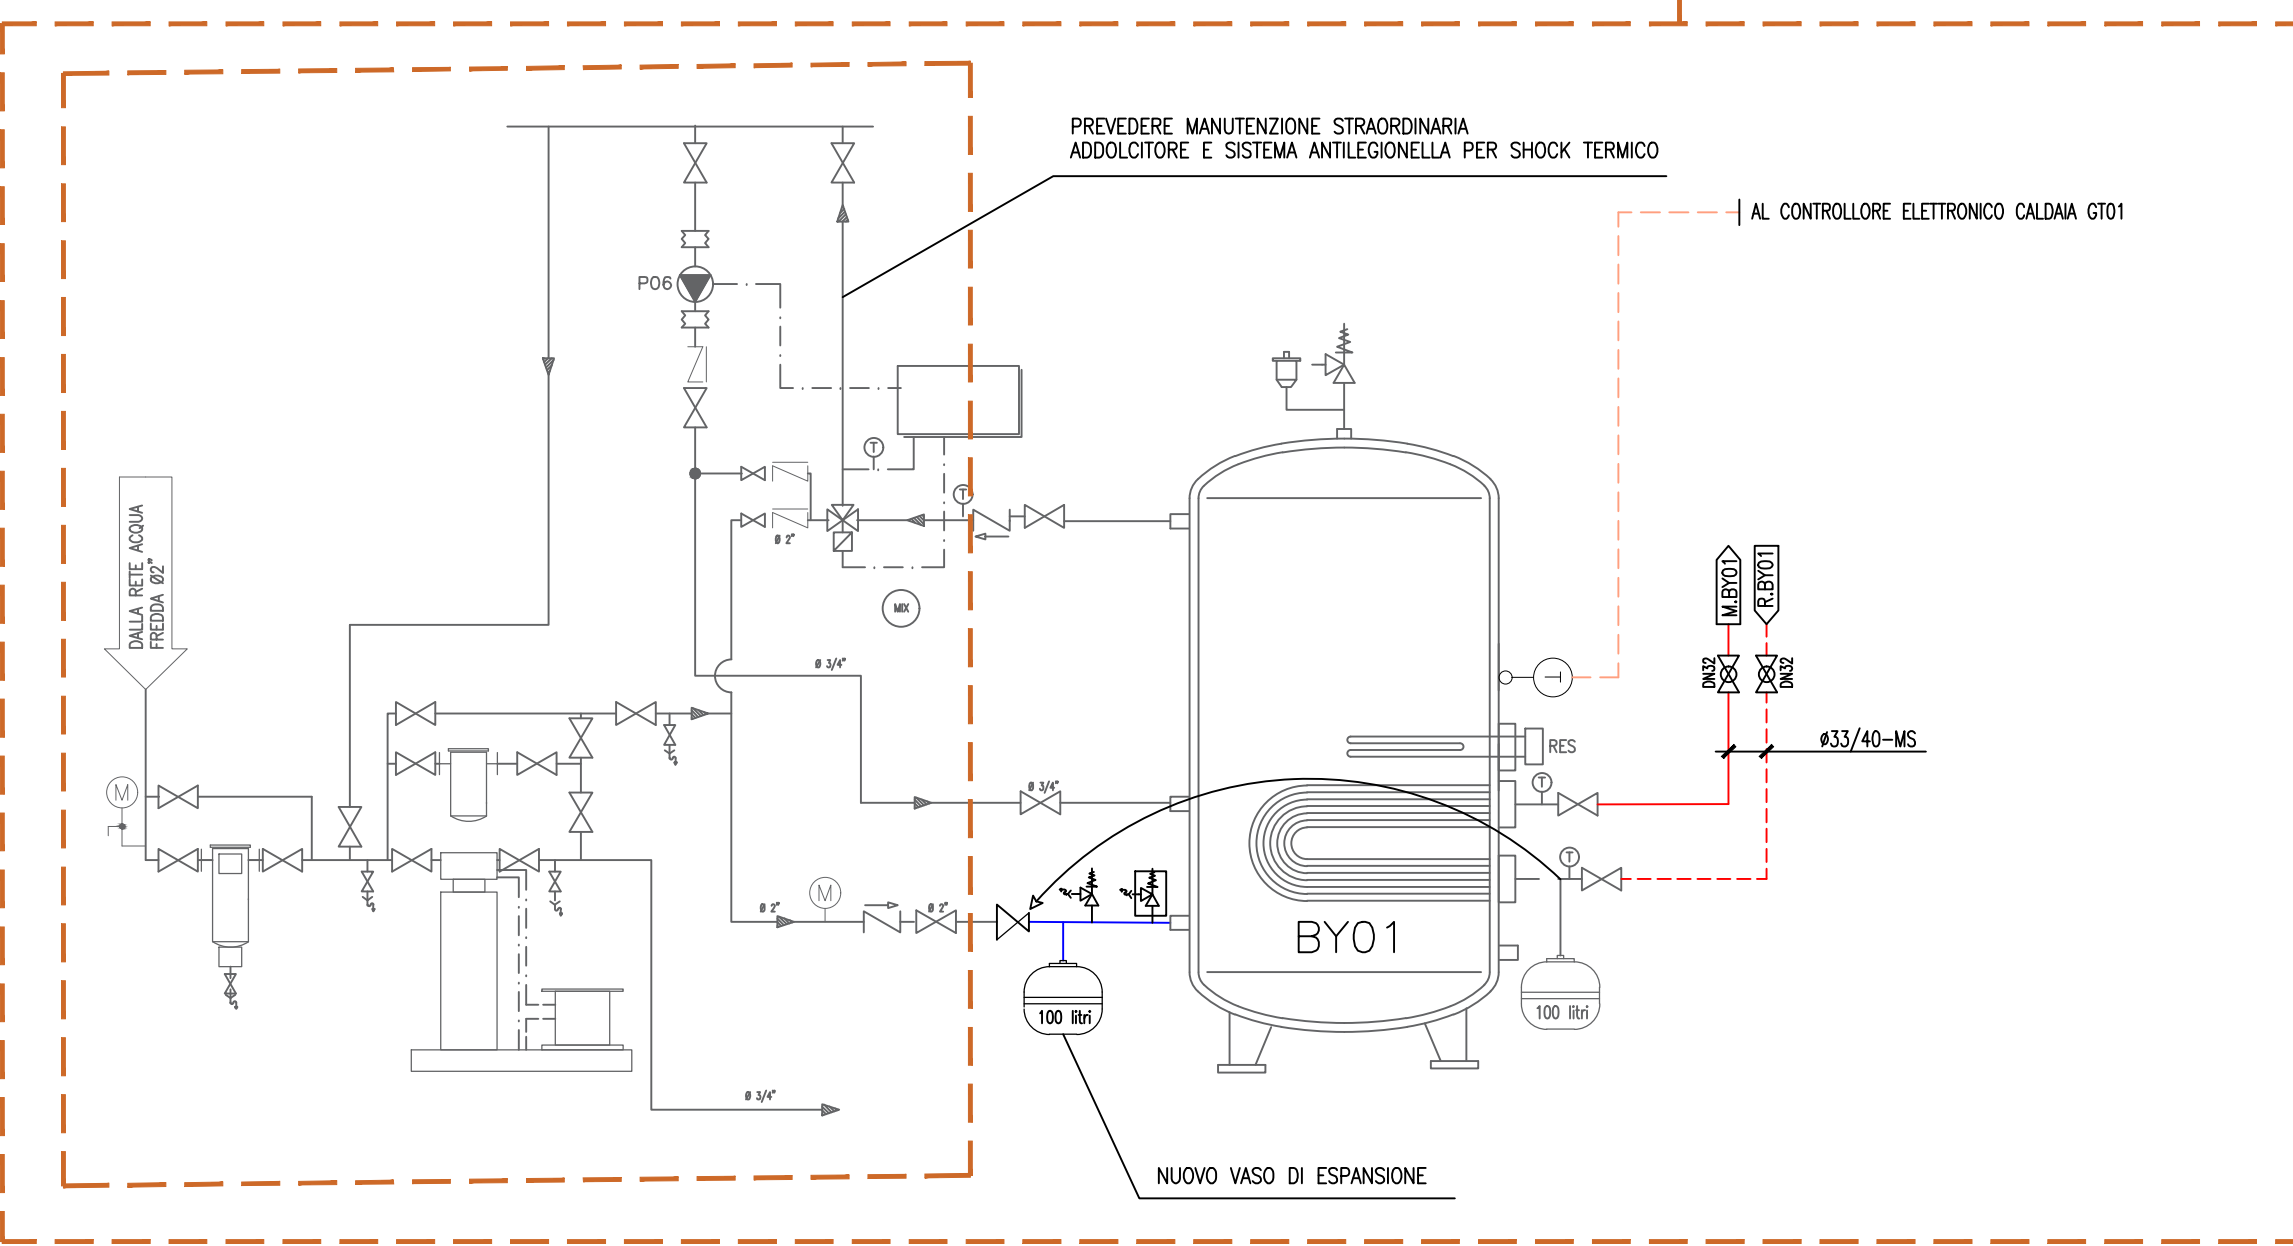 PREVEDERE MANUTENZIONE STRAORDINARIA
ADDOLCITORE E SISTEMA ANTILEGIONELLA PER SHOCK TERMICO
AL CONTROLLORE ELETTRONICO CALDAIA GT01
P06
T
T
DALLA RETE ACQUA
FREDDA Ø2"
Ø 2"
MIX
Ø 3/4"
M.BY01
R.BY01
DN32
DN32
T
Ø33/40-MS
RES
M
T
Ø 3/4"
T
M
Ø 2"
Ø 2"
BY01
100 litri
100 litri
Ø 3/4"
NUOVO VASO DI ESPANSIONE